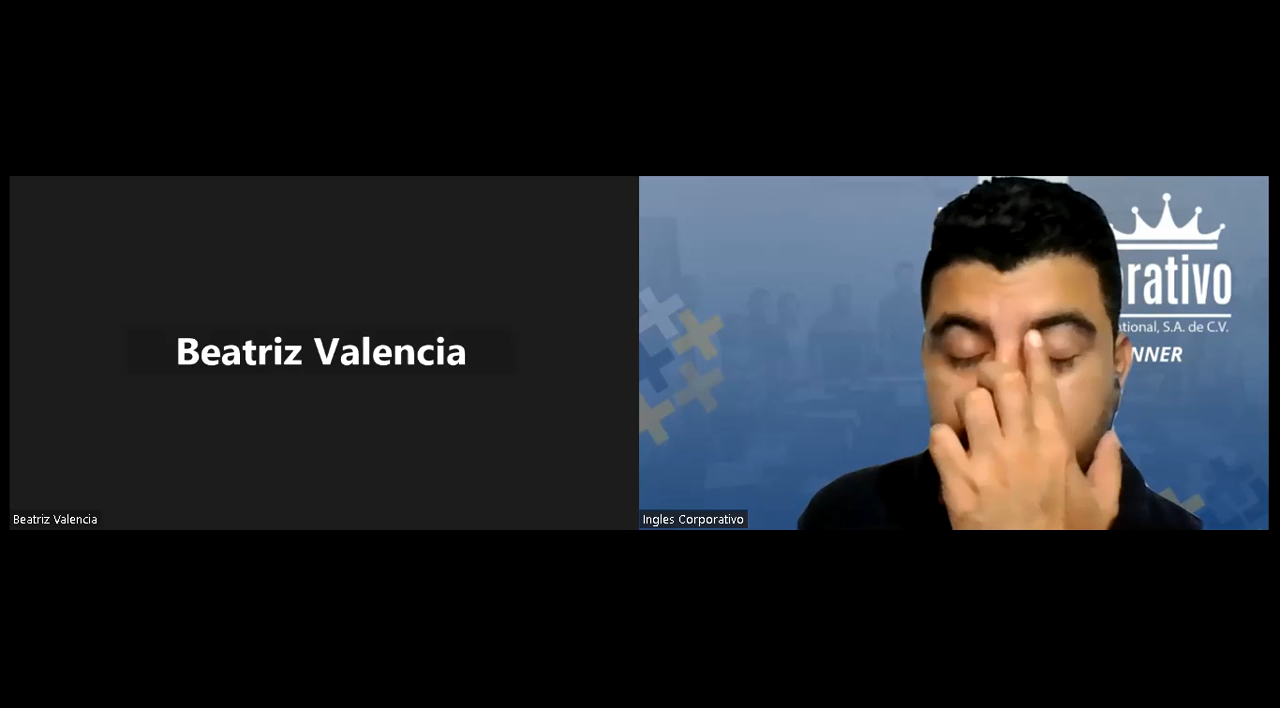 Beatriz Valencia
Beatriz Valencia
rativo
ational, S.A. de C.V.
NNER
Ingles Corporativo